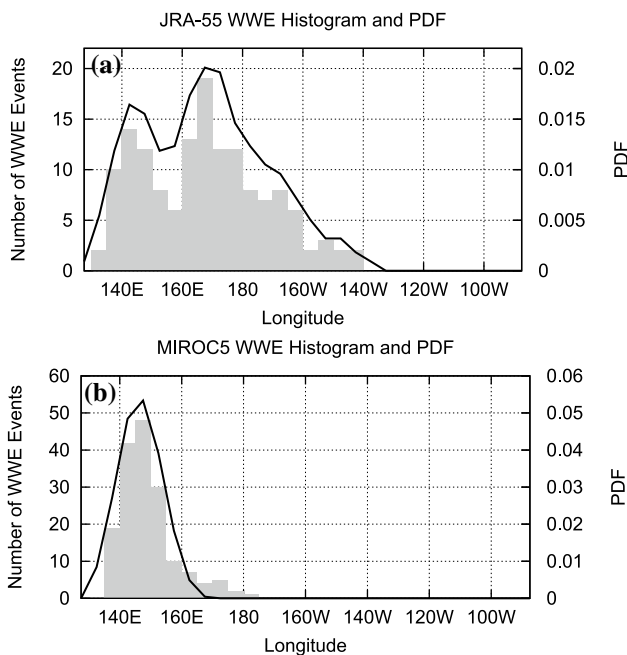 JRA-55 WWE Histogram and PDF
(a)
Number of WWE Events
20
15
10
5
0
0.02
0.015
0.01
0.005
0
PDF
140E 160E 180 160W 140W 120W 100W
Longitude
MIROC5 WWE Histogram and PDF
(b)
Number of WWE Events
60
50
40
30
20
10
0
0.06
0.05
0.04
0.03
0.02
0.01
0
PDF
140E 160E 180 160W 140W 120W 100W
Longitude